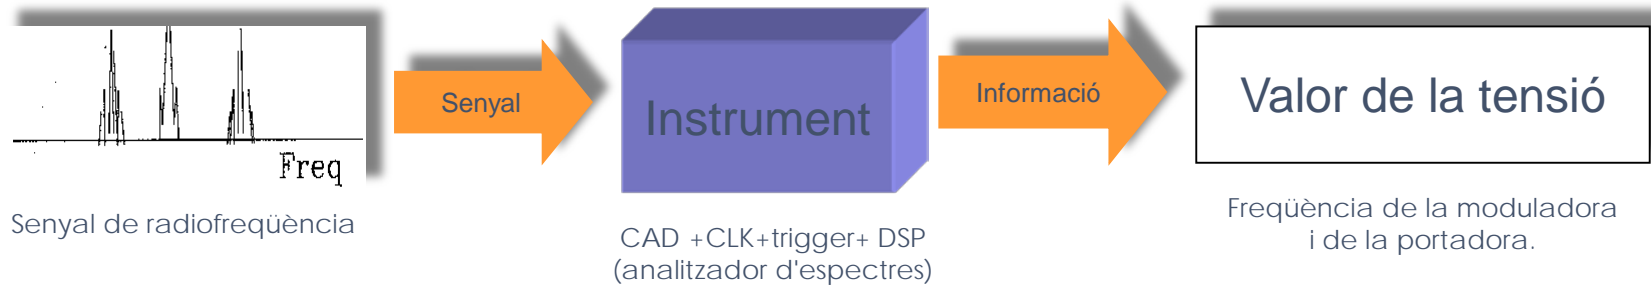 Freq
Senyal de radiofreqüència
Senyal
Instrument
CAD +CLK+trigger+ DSP
(analitzador d'espectres)
Informació
Valor de la tensió
Freqüència de la moduladora
i de la portadora.